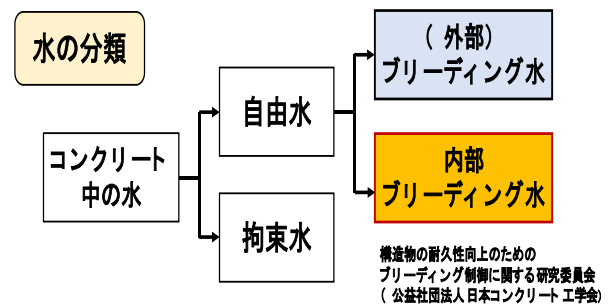 水の分類
コンクリート
中の水
自由水
拘束水
(外部)
ブリーディング水
内部
ブリーディング水
構造物の耐久性向上のための
ブリーディング制御に関する研究委員会
(公益社団法人日本コンクリート工学会)